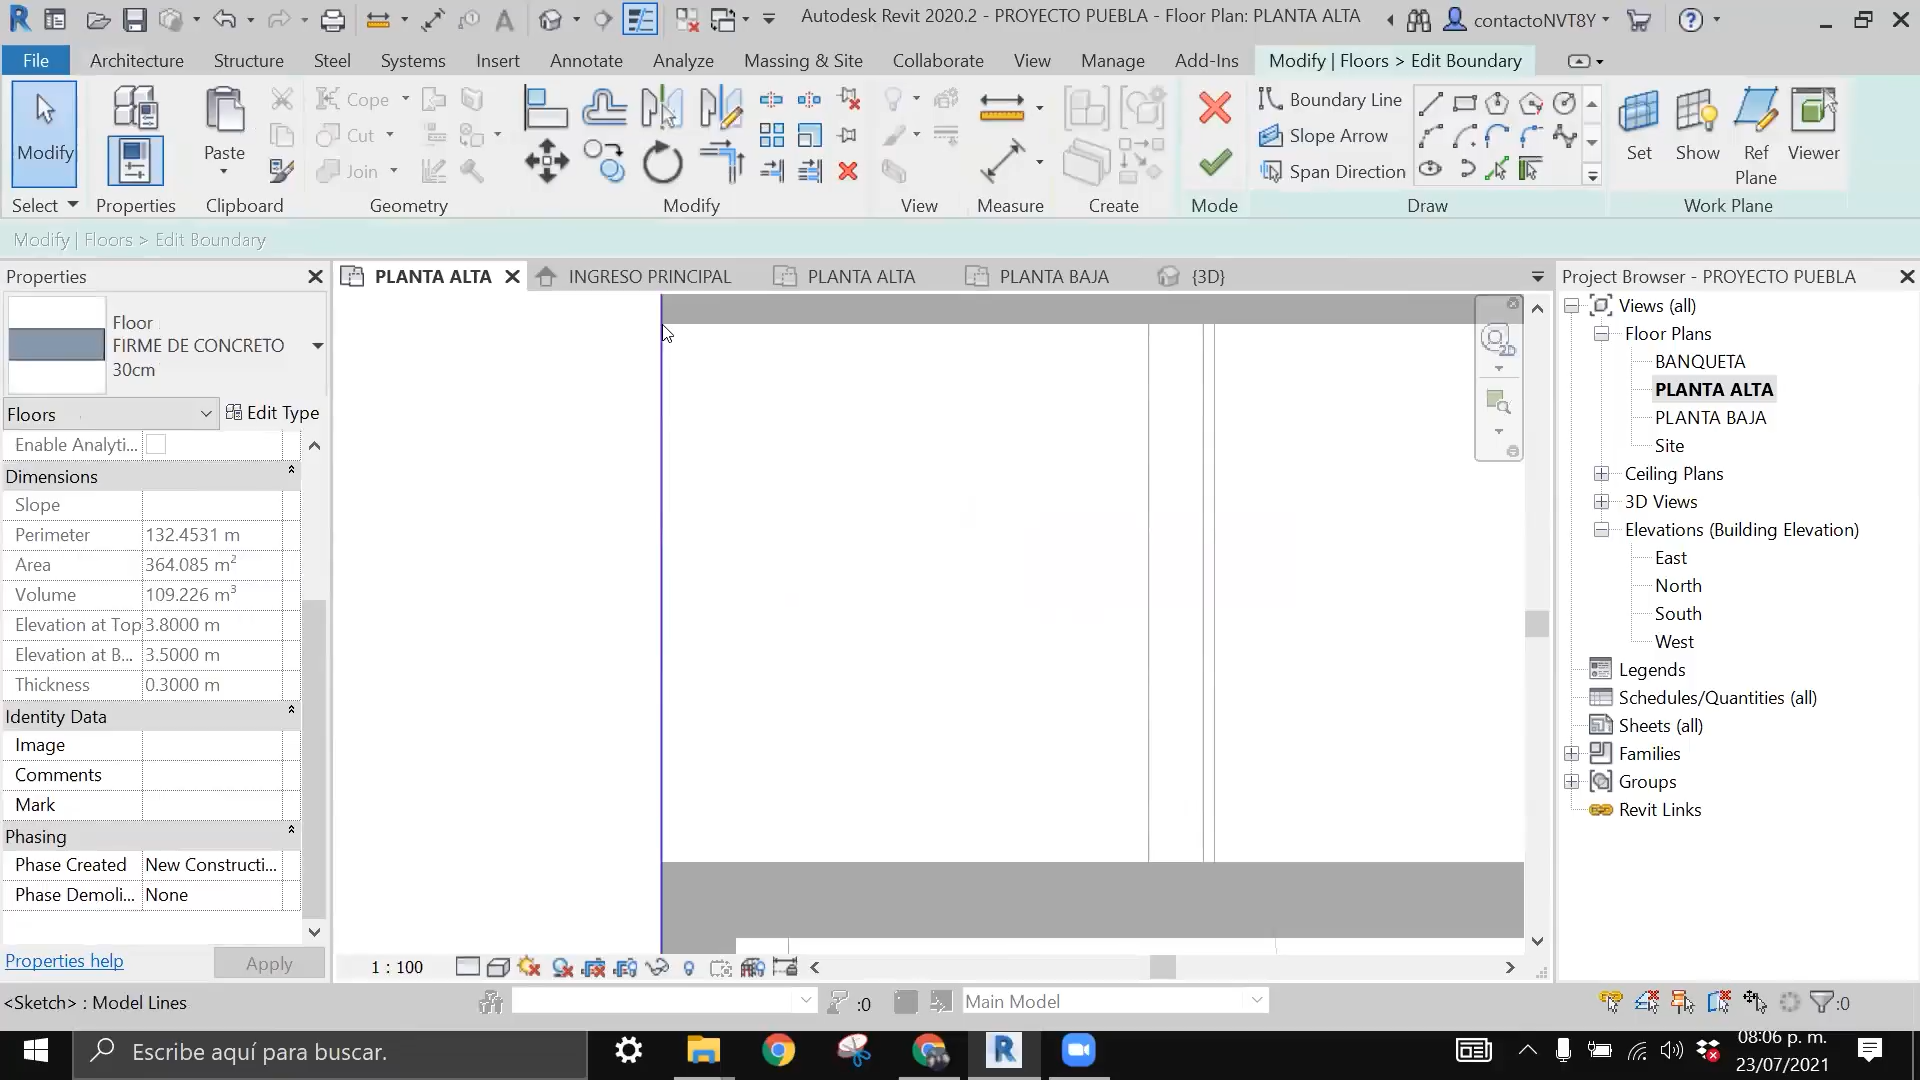 Autodesk Revit 2020.2 - PROYECTO PUEBLA - Floor Plan: PLANTA ALTA
contactoNVT8Y
File Architecture Structure Steel Systems Insert Annotate Analyze Massing & Site Collaborate View Manage Add-Ins Modify | Floors > Edit Boundary
Modify
Paste
Cope
Cut
Join
Boundary Line
Slope Arrow
Span Direction
Set Show Ref Plane Viewer
Select Properties Clipboard Geometry Modify View Measure Create Mode Draw Work Plane
Modify | Floors > Edit Boundary
Properties
PLANTA ALTA INGRESO PRINCIPAL PLANTA ALTA PLANTA BAJA {3D}
Floor
FIRME DE CONCRETO
30cm
Floors Edit Type
Enable Analyti...
Dimensions
Slope
Perimeter 132.4531 m
Area 364.085 m²
Volume 109.226 m³
Elevation at Top 3.8000 m
Elevation at B... 3.5000 m
Thickness 0.3000 m
Identity Data
Image
Comments
Mark
Phasing
Phase Created New Constructi...
Phase Demoli... None
Properties help Apply
2D
1 : 100
Project Browser - PROYECTO PUEBLA
Views (all)
Floor Plans
BANQUETA
PLANTA ALTA
PLANTA BAJA
Site
Ceiling Plans
3D Views
Elevations (Building Elevation)
East
North
South
West
Legends
Schedules/Quantities (all)
Sheets (all)
Families
Groups
Revit Links
<Sketch> : Model Lines
:0
Main Model
:0
Escribe aquí para buscar.
08:06 p. m.
23/07/2021